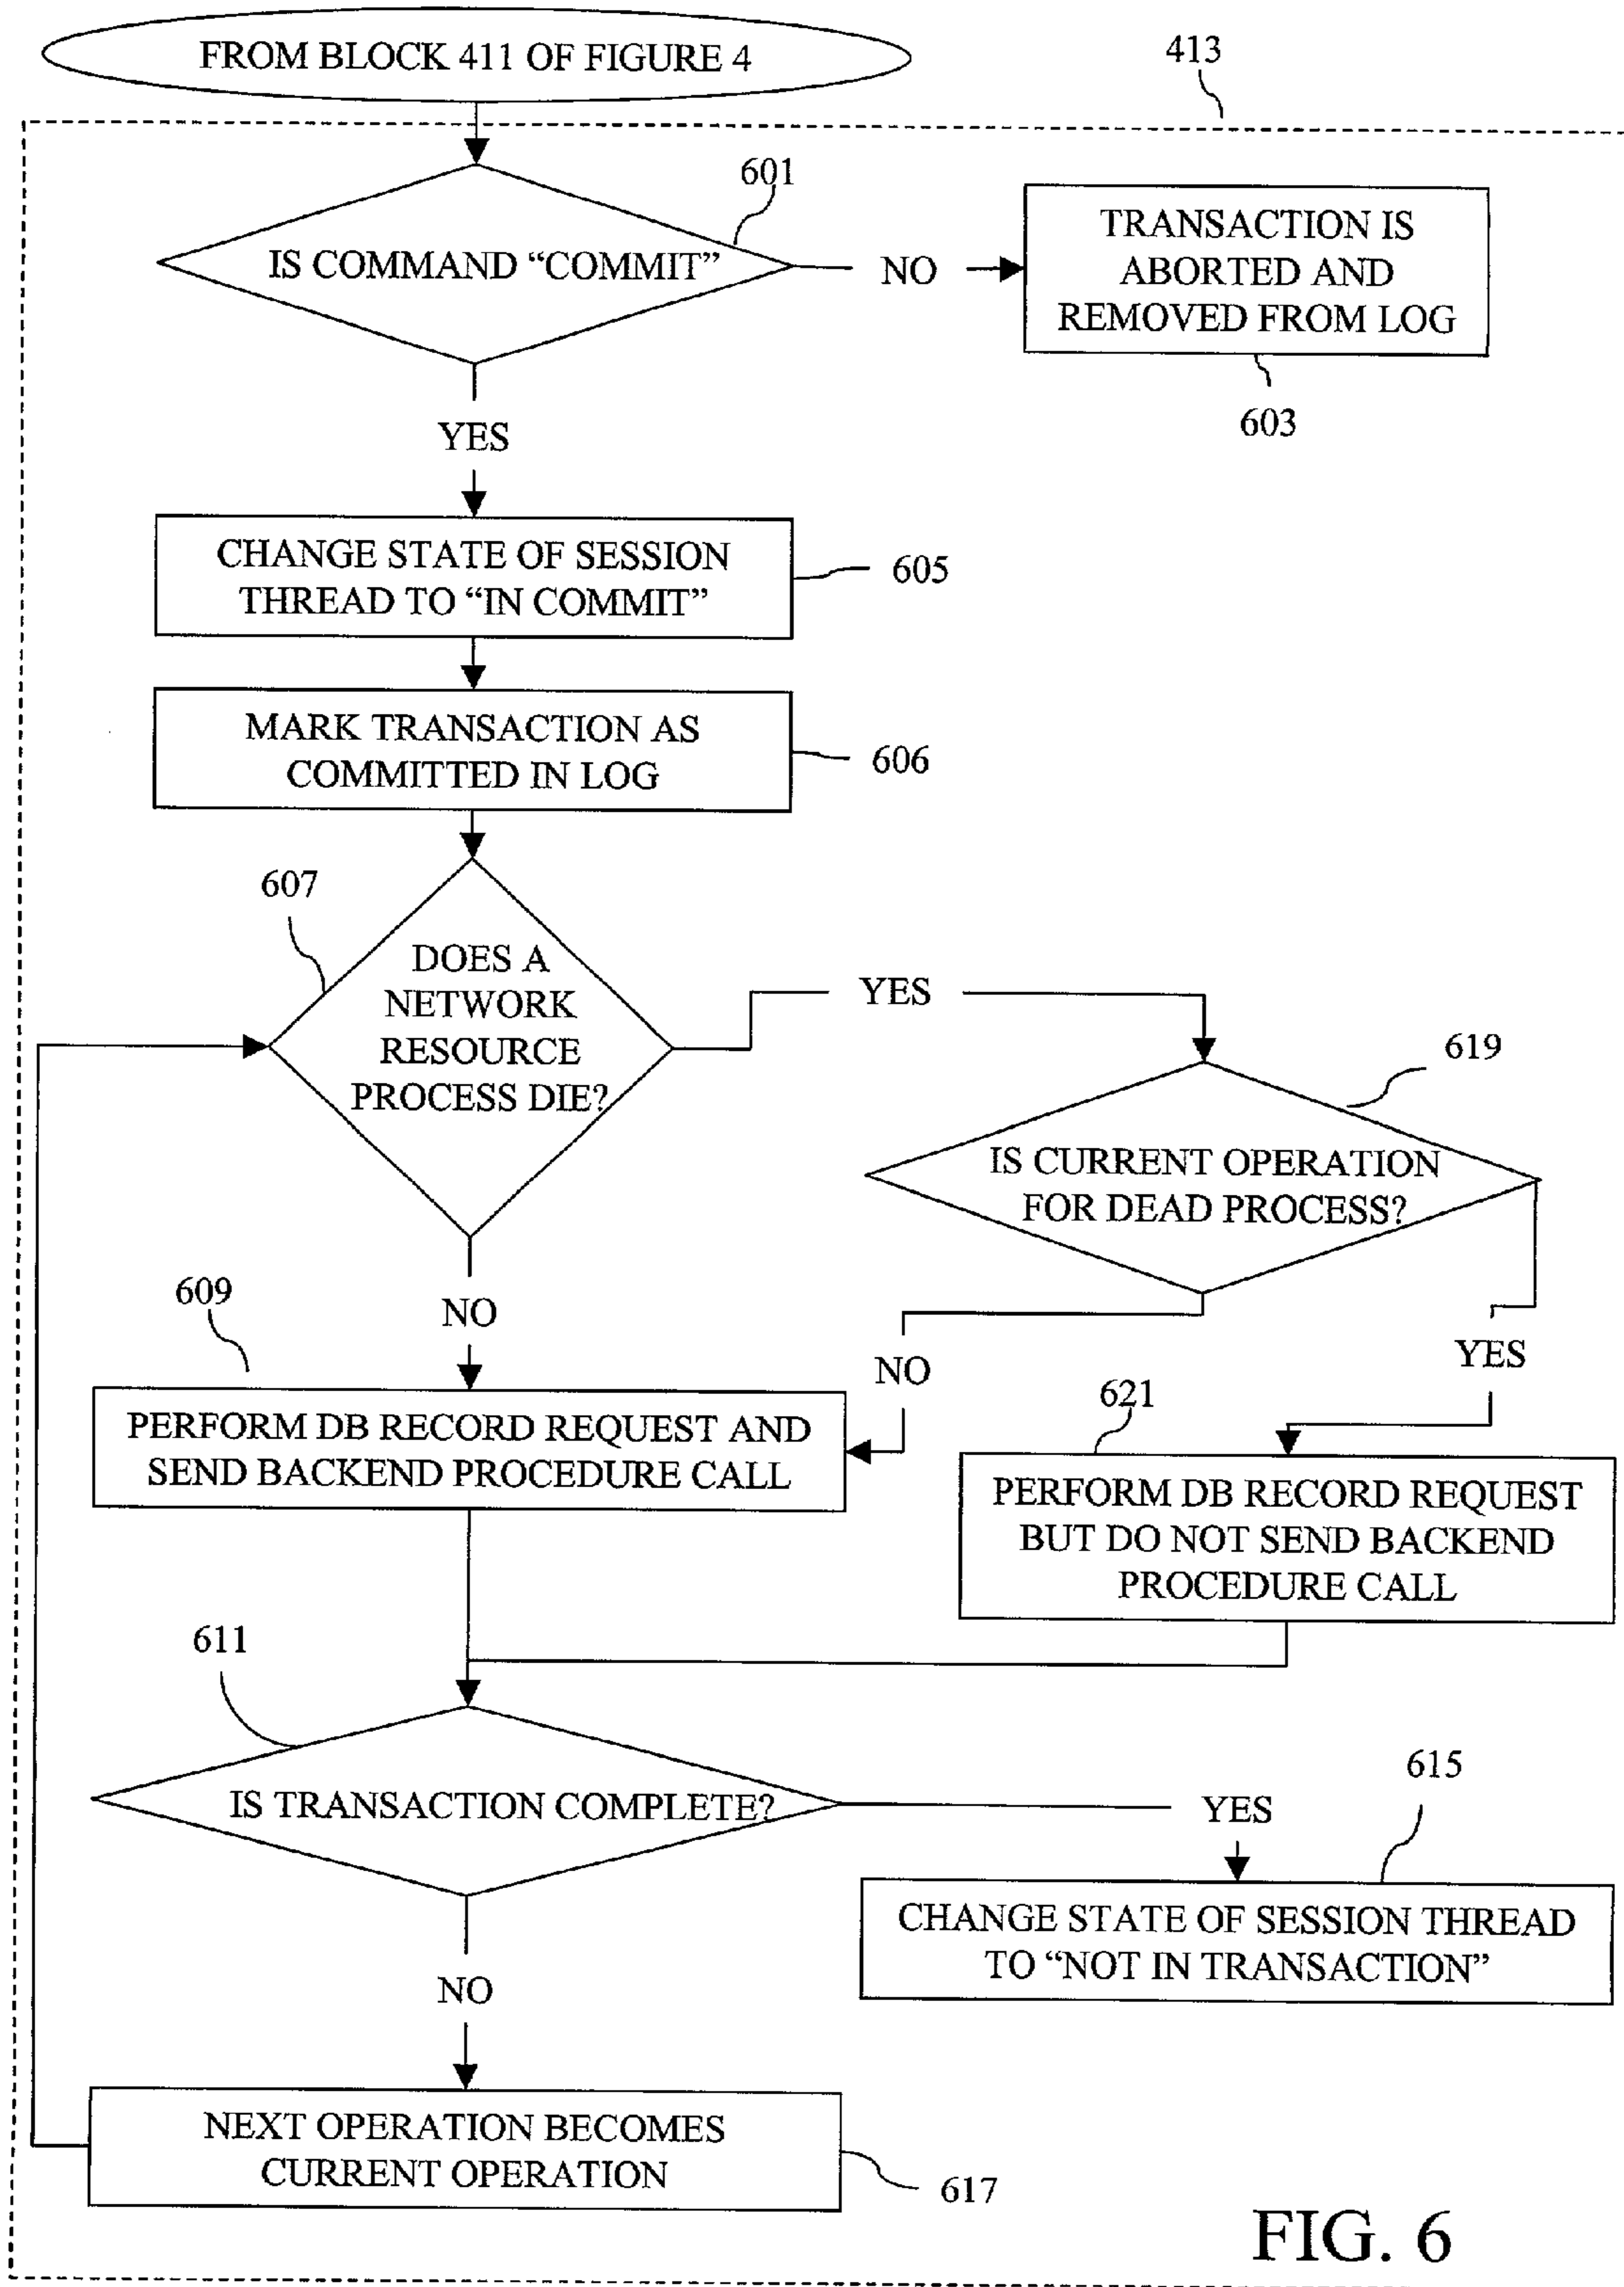 FROM BLOCK 411 OF FIGURE 4
413
601
IS COMMAND “COMMIT”
NO
TRANSACTION IS
ABORTED AND
REMOVED FROM LOG
603
YES
CHANGE STATE OF SESSION
THREAD TO “IN COMMIT”
605
MARK TRANSACTION AS
COMMITTED IN LOG
606
607
DOES A
NETWORK
RESOURCE
PROCESS DIE?
YES
619
IS CURRENT OPERATION
FOR DEAD PROCESS?
609
NO
NO
YES
621
PERFORM DB RECORD REQUEST AND
SEND BACKEND PROCEDURE CALL
PERFORM DB RECORD REQUEST
BUT DO NOT SEND BACKEND
PROCEDURE CALL
611
IS TRANSACTION COMPLETE?
YES
615
CHANGE STATE OF SESSION THREAD
TO “NOT IN TRANSACTION”
NO
NEXT OPERATION BECOMES
CURRENT OPERATION
617
FIG. 6